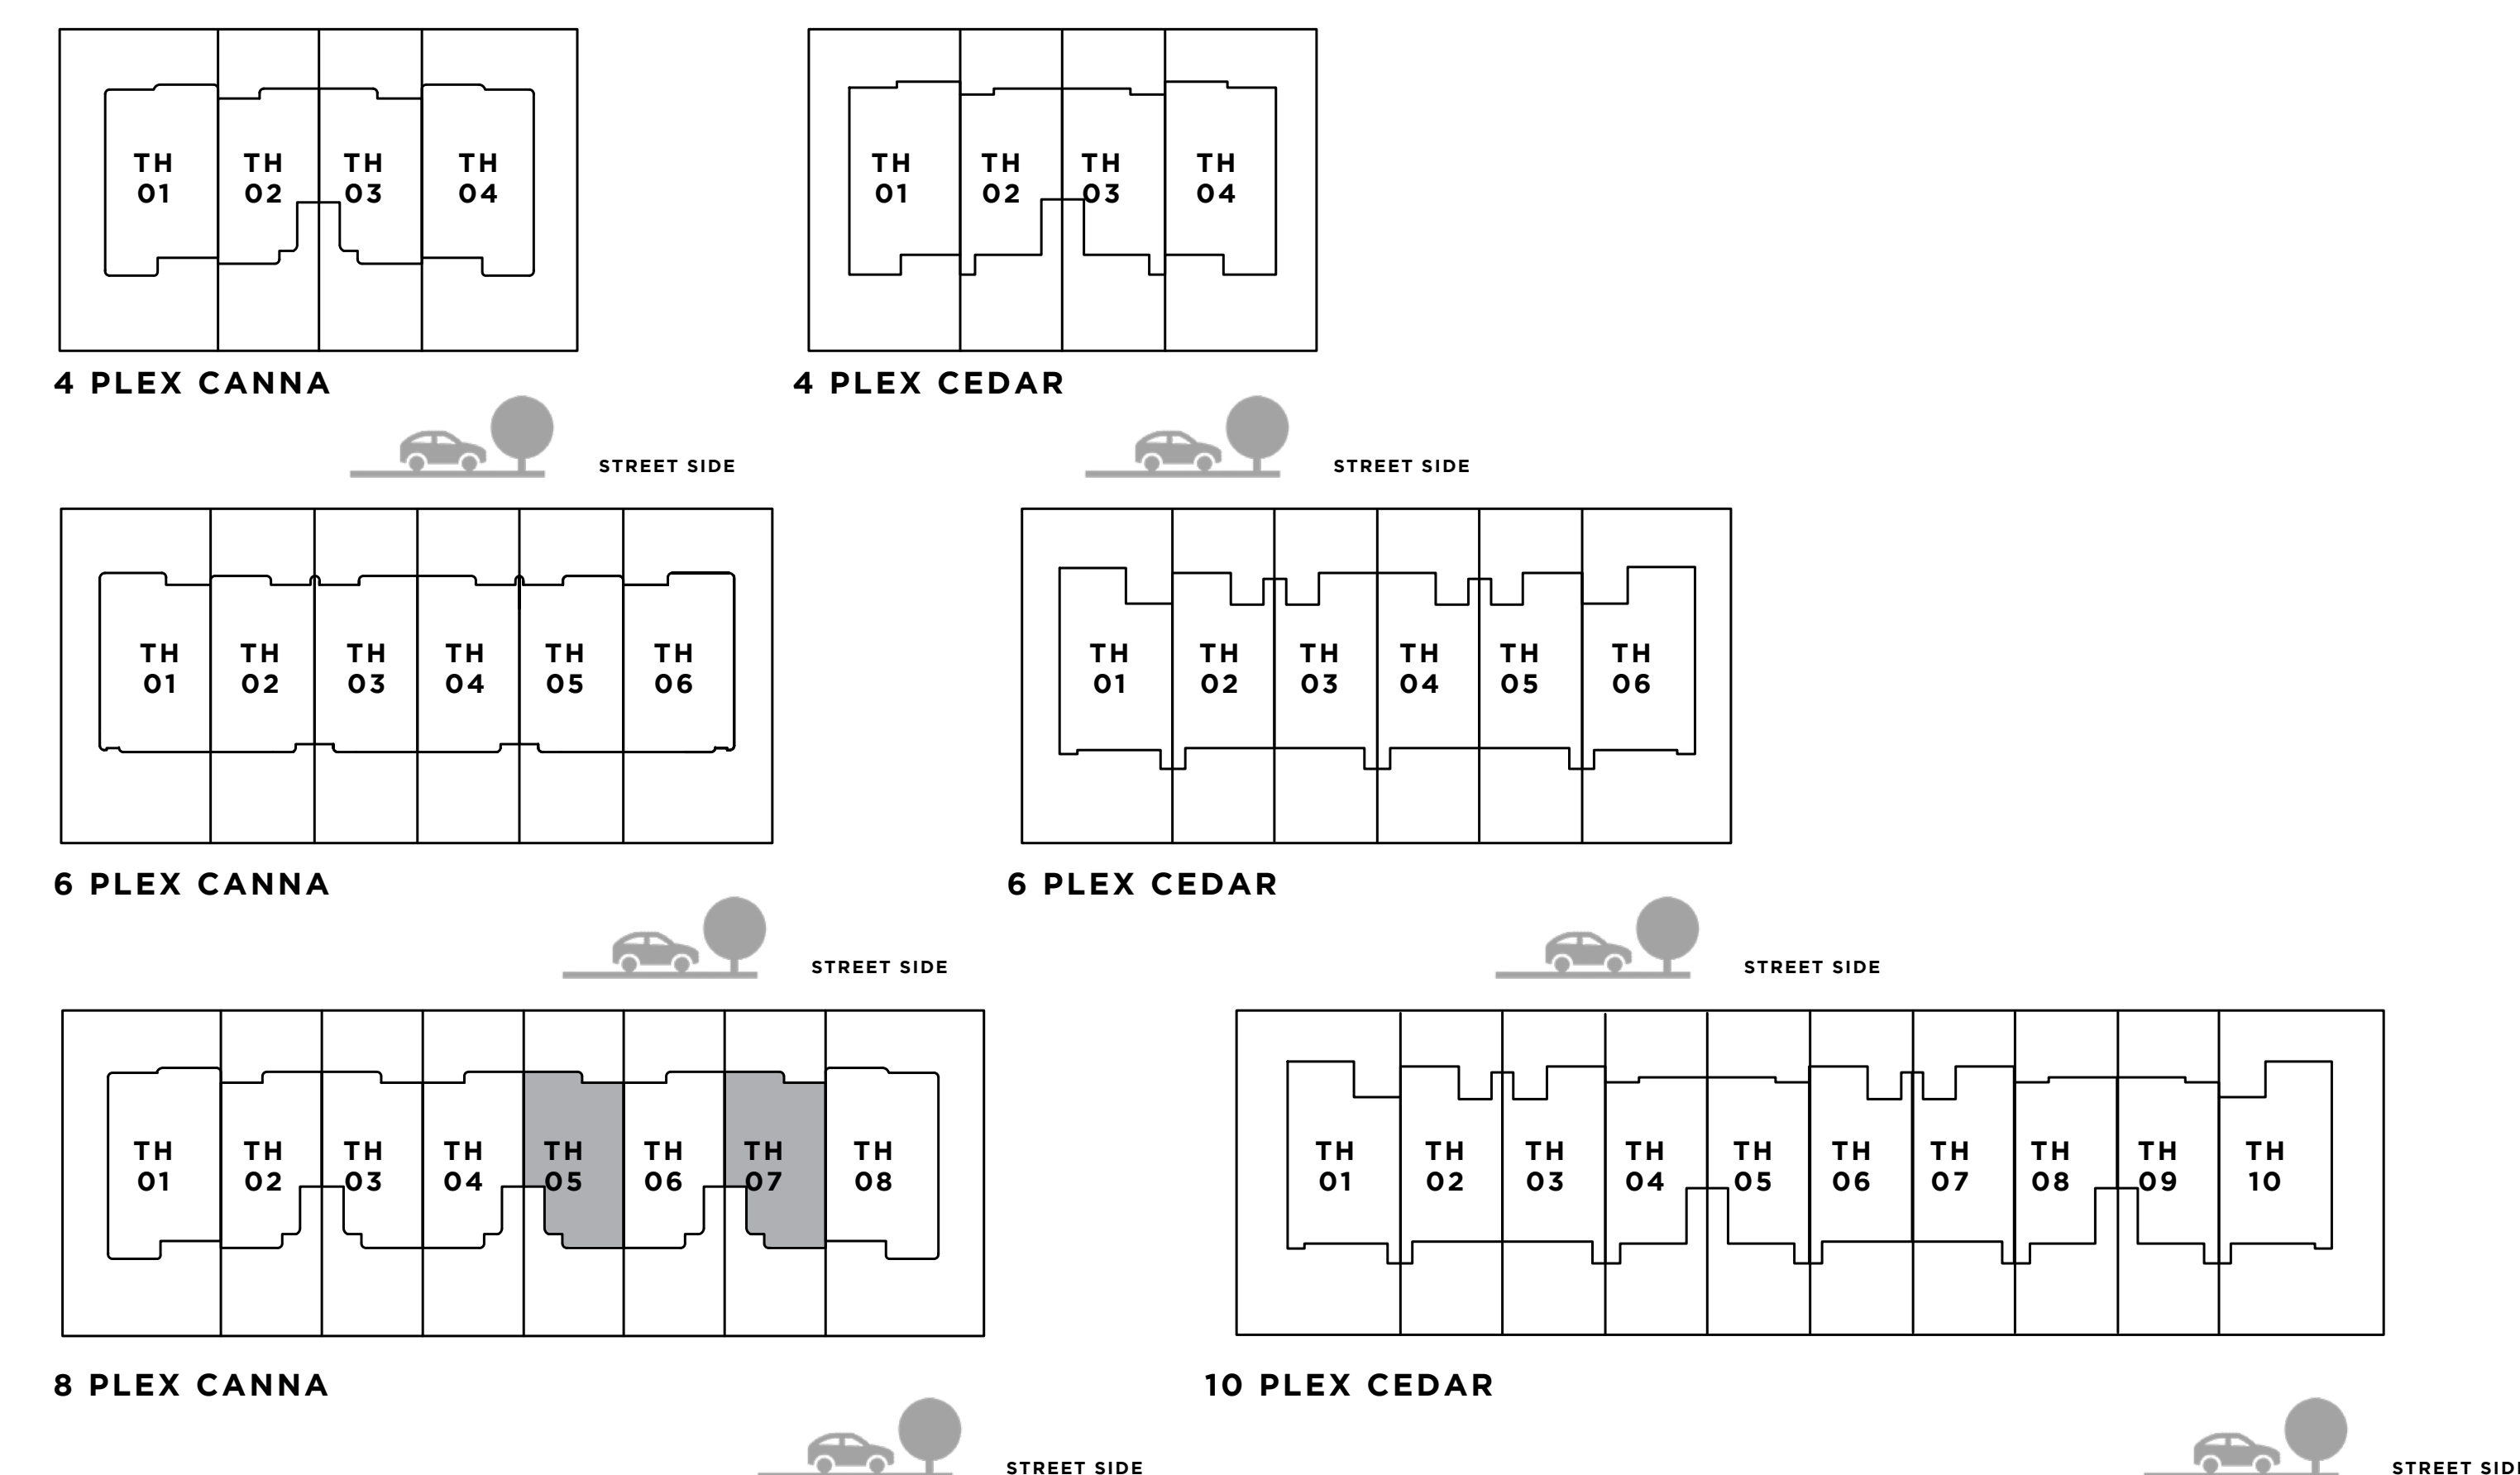 TH TH TH TH
01 02 03 04
4 PLEX CANNA
STREET SIDE
TH TH TH TH
01 02 03 04
4 PLEX CEDAR
STREET SIDE
TH TH TH TH TH TH
01 02 03 04 05 06
6 PLEX CANNA
STREET SIDE
TH TH TH TH TH TH
01 02 03 04 05 06
6 PLEX CEDAR
STREET SIDE
TH TH TH TH TH TH TH TH
01 02 03 04 05 06 07 08
8 PLEX CANNA
STREET SIDE
TH TH TH TH TH TH TH TH TH TH
01 02 03 04 05 06 07 08 09 10
10 PLEX CEDAR
STREET SID